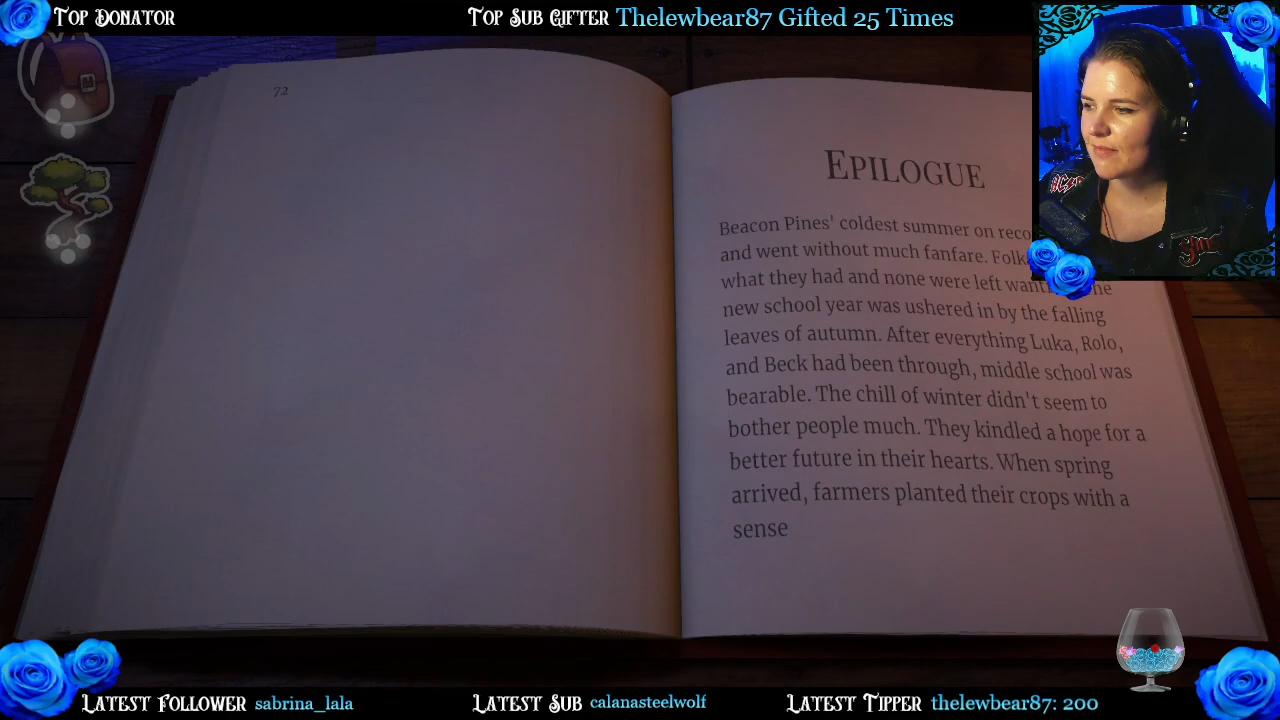 Top Donator
Top Sub Gifter Thelewbear87 Gifted 25 Times
72
Epilogue
Beacon Pines' coldest summer on reco
and went without much fanfare. Folk
what they had and none were left want
new school year was ushered in by the falling
leaves of autumn. After everything Luka, Rolo,
and Beck had been through, middle school was
bearable. The chill of winter didn't seem to
bother people much. They kindled a hope for a
better future in their hearts. When spring
arrived, farmers planted their crops with a
sense
Latest Follower sabrina_lala
Latest Sub calanasteelwolf
Latest Tipper thelewbear87: 200